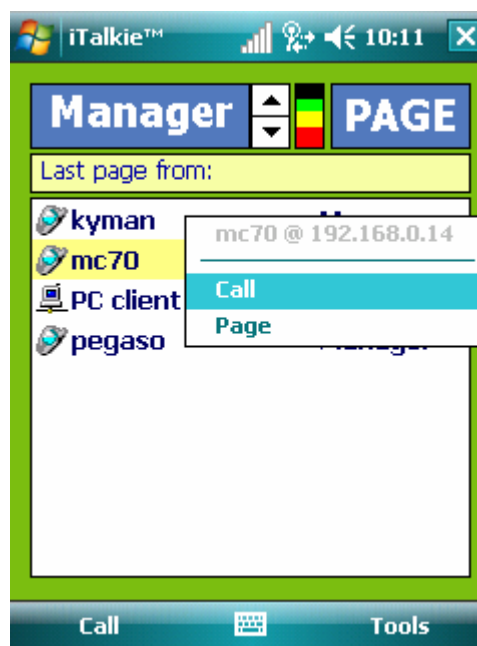 iTalkie™ 10:11
Manager PAGE
Last page from:
kyman
mc70 @ 192.168.0.14
mc70
Call
PC client
Page
pegaso
Call Tools